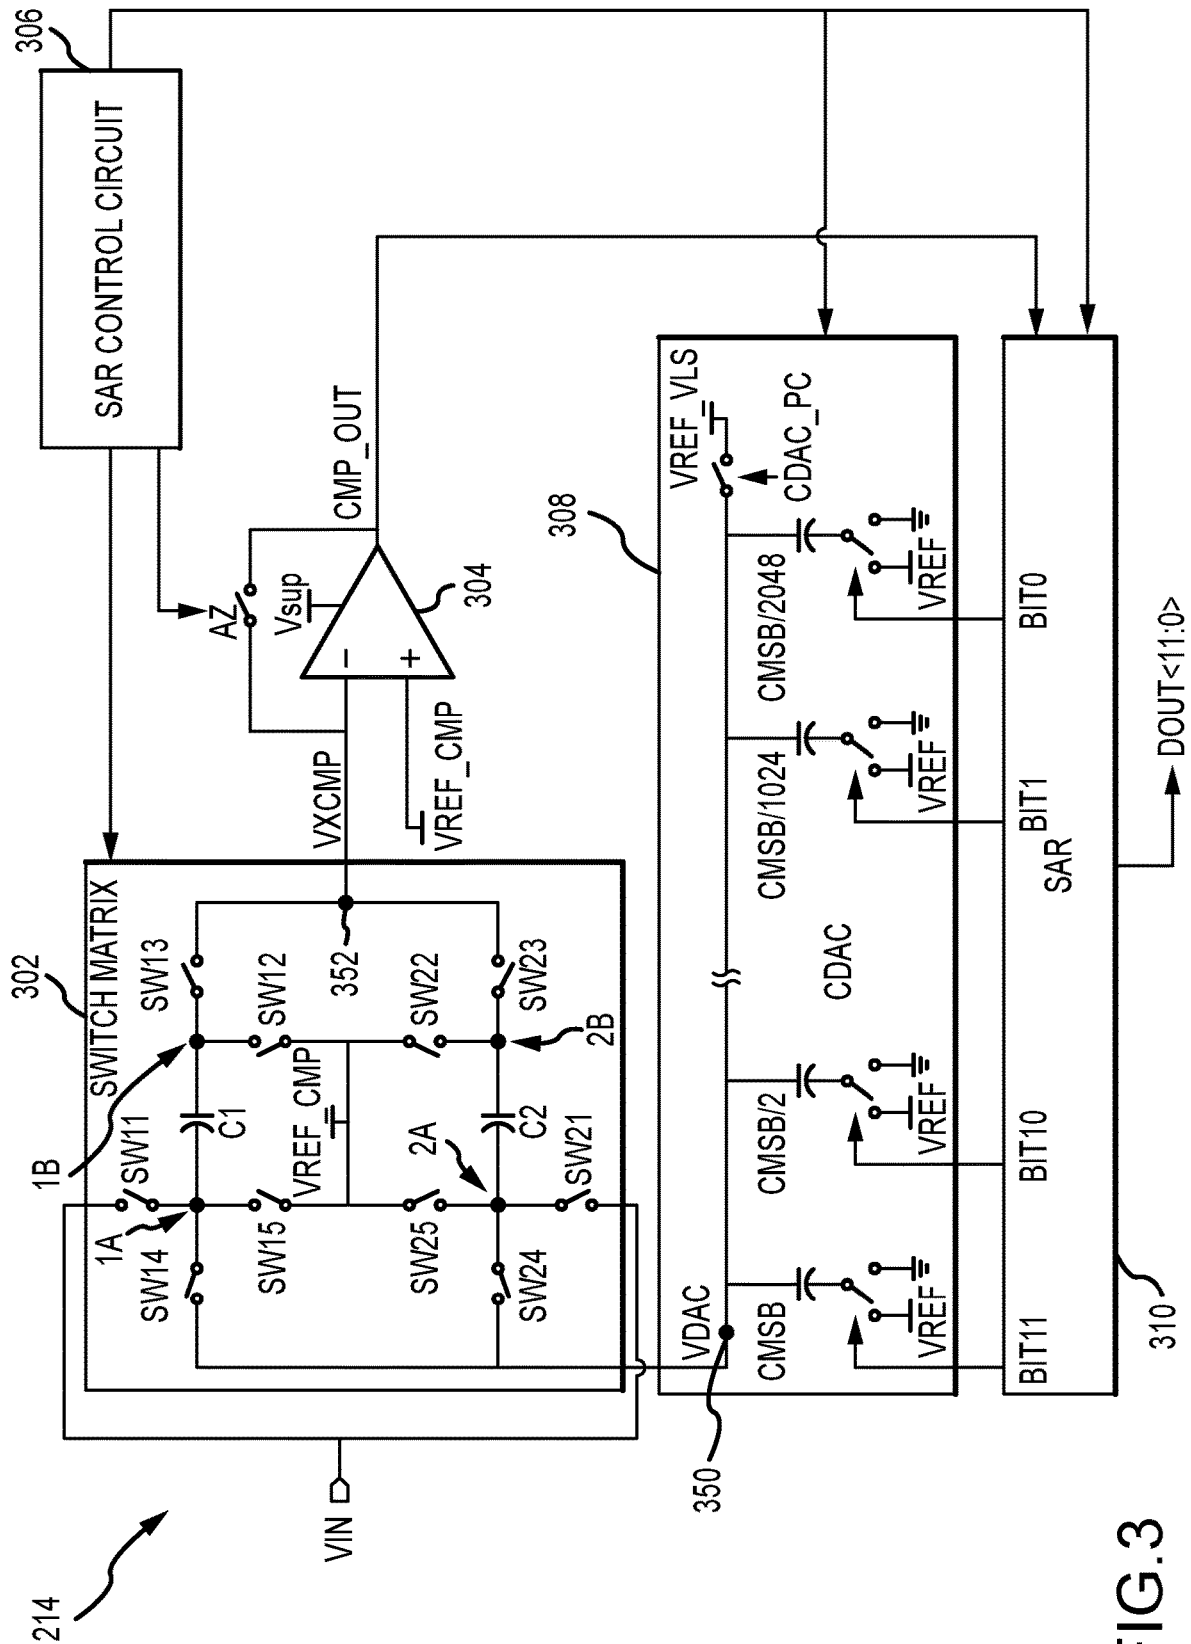 214
302
SWITCH MATRIX
306
SAR CONTROL CIRCUIT
1B
1A
SW11
SW13
SW14
C1
SW12
SW15
VREF_CMP
352
SW22
SW25
2A
C2
2B
SW24
SW21
SW23
VIN
VXCMP
VREF_CMP
AZ
Vsup
−
+
304
CMP_OUT
308
350
VDAC
VREF_VLS
CDAC_PC
CMSB
CMSB/2
CMSB/1024
CMSB/2048
CDAC
VREF
VREF
VREF
VREF
BIT11
BIT10
BIT1
BIT0
SAR
310
DOUT<11:0>
FIG.3